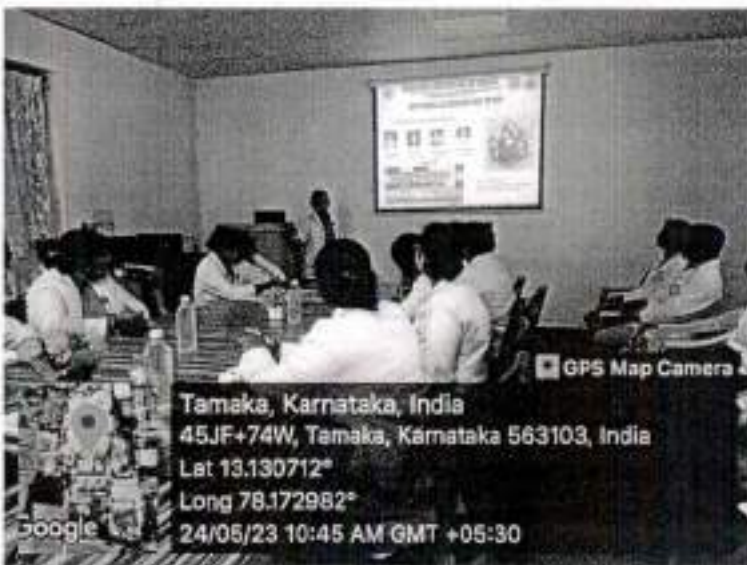 GPS Map Camera
Tamaka, Karnataka, India
45JF+74W, Tamaka, Karnataka 563103, India
Lat 13.130712°
Long 78.172982°
24/05/23 10:45 AM GMT +05:30
Google